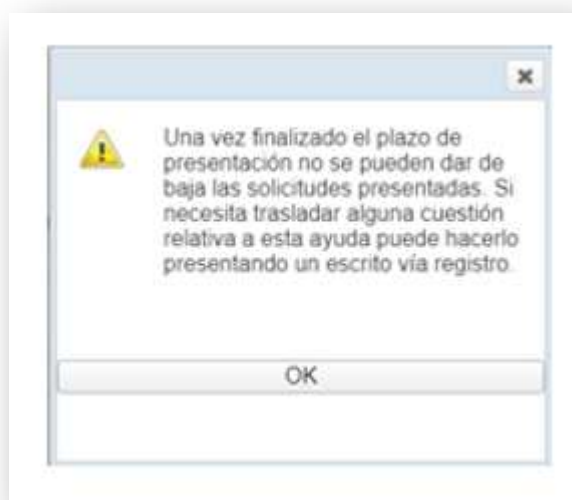 Una vez finalizado el plazo de
presentación no se pueden dar de
baja las solicitudes presentadas. Si
necesita trasladar alguna cuestión
relativa a esta ayuda puede hacerlo
presentando un escrito vía registro.
OK